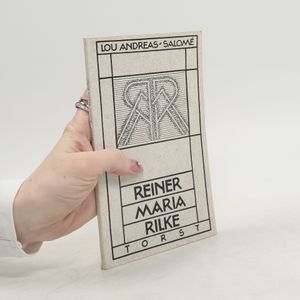 LOU ANDREAS-SALOMÉ
REINER
MARIA
RILKE
TORST